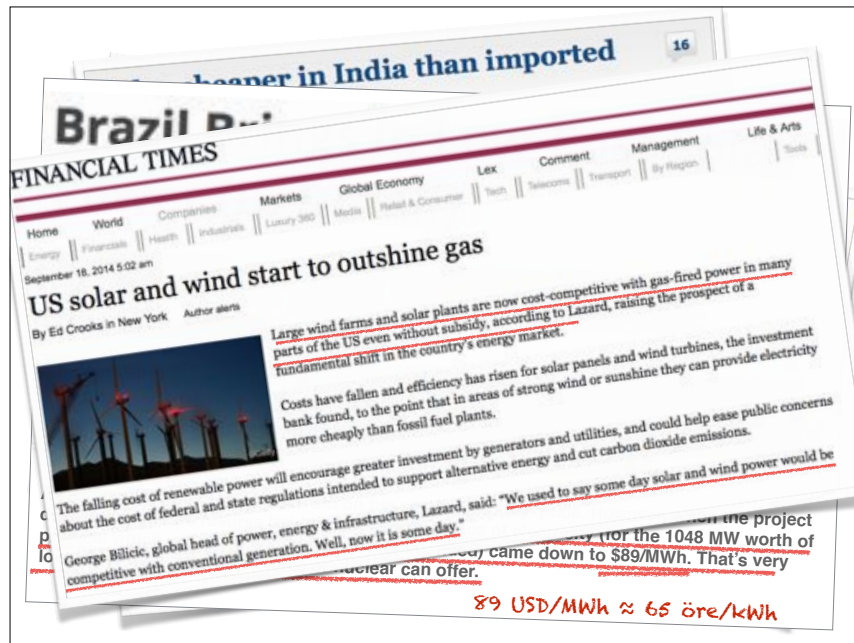 cheaper in India than imported
16
Brazil
FINANCIAL TIMES
Home World Companies Markets Global Economy Lex Comment Management Life & Arts
Energy Financials Health Industrials Luxury 360 Media Retail & Consumer Tech Telecoms Transport By Region Tools
September 18, 2014 5:02 am
US solar and wind start to outshine gas
By Ed Crooks in New York Author alerts
Large wind farms and solar plants are now cost-competitive with gas-fired power in many
parts of the US even without subsidy, according to Lazard, raising the prospect of a
fundamental shift in the country's energy market.
Costs have fallen and efficiency has risen for solar panels and wind turbines, the investment
bank found, to the point that in areas of strong wind or sunshine they can provide electricity
more cheaply than fossil fuel plants.
The falling cost of renewable power will encourage greater investment by generators and utilities, and could help ease public concerns
about the cost of federal and state regulations intended to support alternative energy and cut carbon dioxide emissions.
George Bilicic, global head of power, energy & infrastructure, Lazard, said: "We used to say some day solar and wind power would be
competitive with conventional generation. Well, now it is some day."
the project
(for the 1048 MW worth of
came down to $89/MWh. That's very
nuclear can offer.
89 USD/MWh ≈ 65 öre/kWh